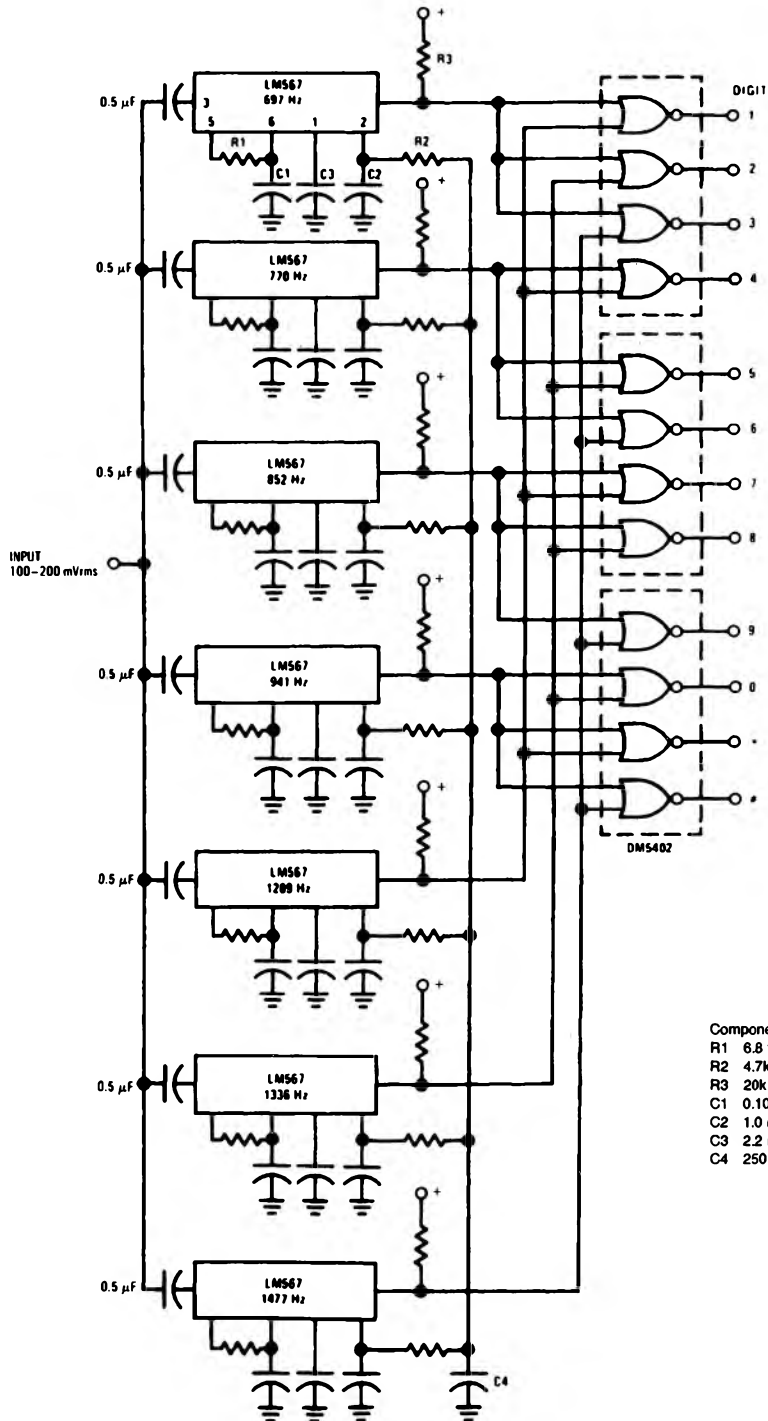 +
R3
DIGIT
0.5 µF
LM567
697 Hz
3
5
6
1
2
R1
R2
C1
C3
C2
+
1
2
3
4
0.5 µF
LM567
770 Hz
+
5
6
7
8
0.5 µF
LM567
852 Hz
INPUT
100–200 mVrms
+
9
0
*
#
DM5402
0.5 µF
LM567
941 Hz
+
0.5 µF
LM567
1209 Hz
+
0.5 µF
LM567
1336 Hz
Compone
R1 6.8
R2 4.7k
R3 20k
C1 0.10
C2 1.0
C3 2.2
C4 250
+
0.5 µF
LM567
1477 Hz
C4